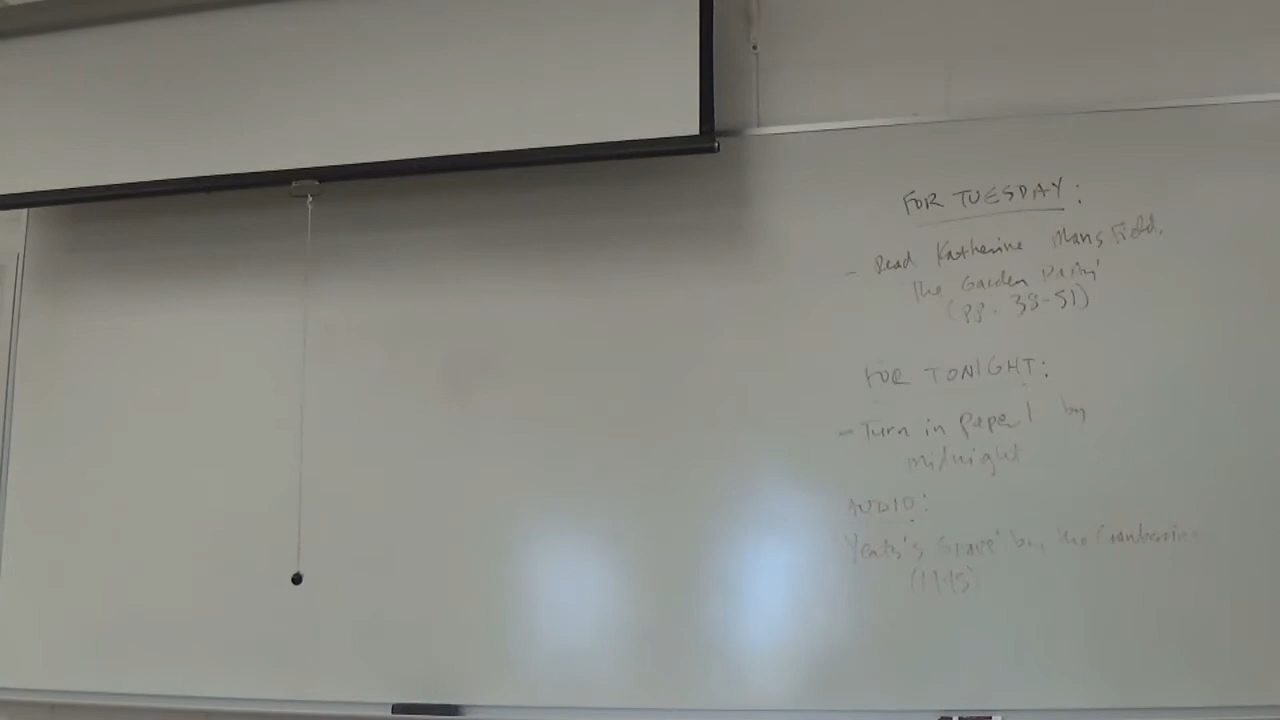 FOR TUESDAY:
- Read Katherine Mansfield,
'The Garden Party'
(pp. 38-51)
FOR TONIGHT:
- Turn in Paper 1 by
midnight
AUDIO:
'Yeats's Grave' by the Cranberries